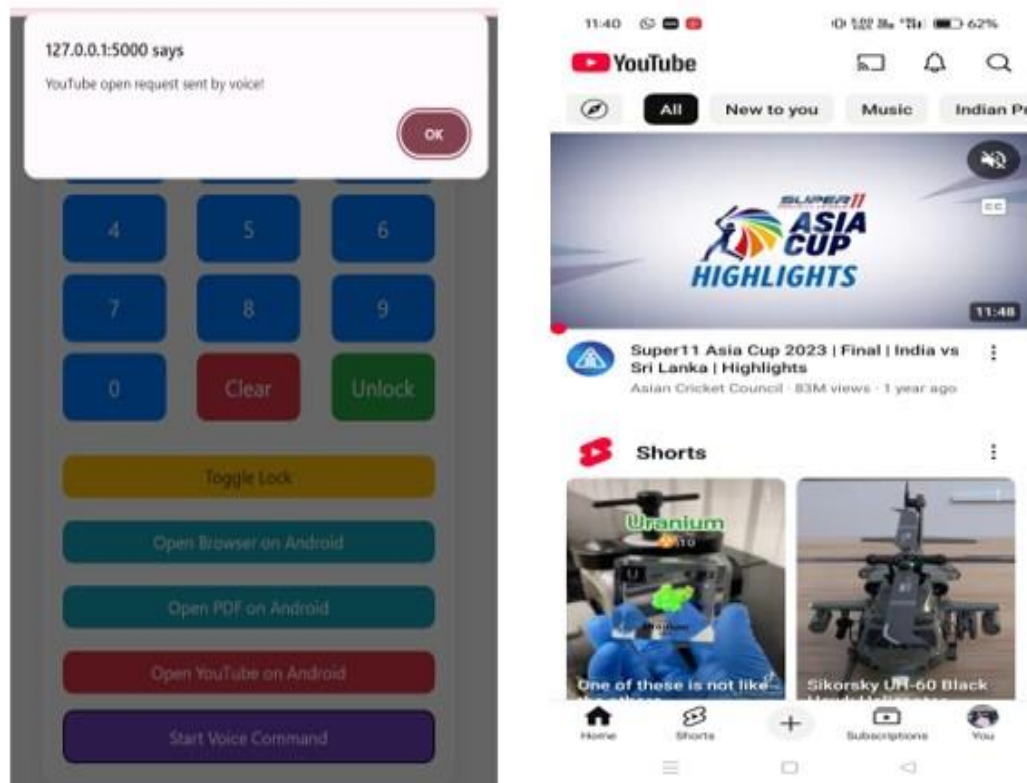 127.0.0.1:5000 says
YouTube open request sent by voice!
OK
4 5 6
7 8 9
0 Clear Unlock
Toggle Lock
Open Browser on Android
Open PDF on Android
Open YouTube on Android
Start Voice Command
11:40 62%
YouTube
All New to you Music Indian P
SUPER11
ASIA
CUP
HIGHLIGHTS
CC
11:48
Super11 Asia Cup 2023 | Final | India vs
Sri Lanka | Highlights
Asian Cricket Council · 83M views · 1 year ago
Shorts
Uranium
U
One of these is not like
Sikorsky UH-60 Black
Home Shorts Subscriptions You